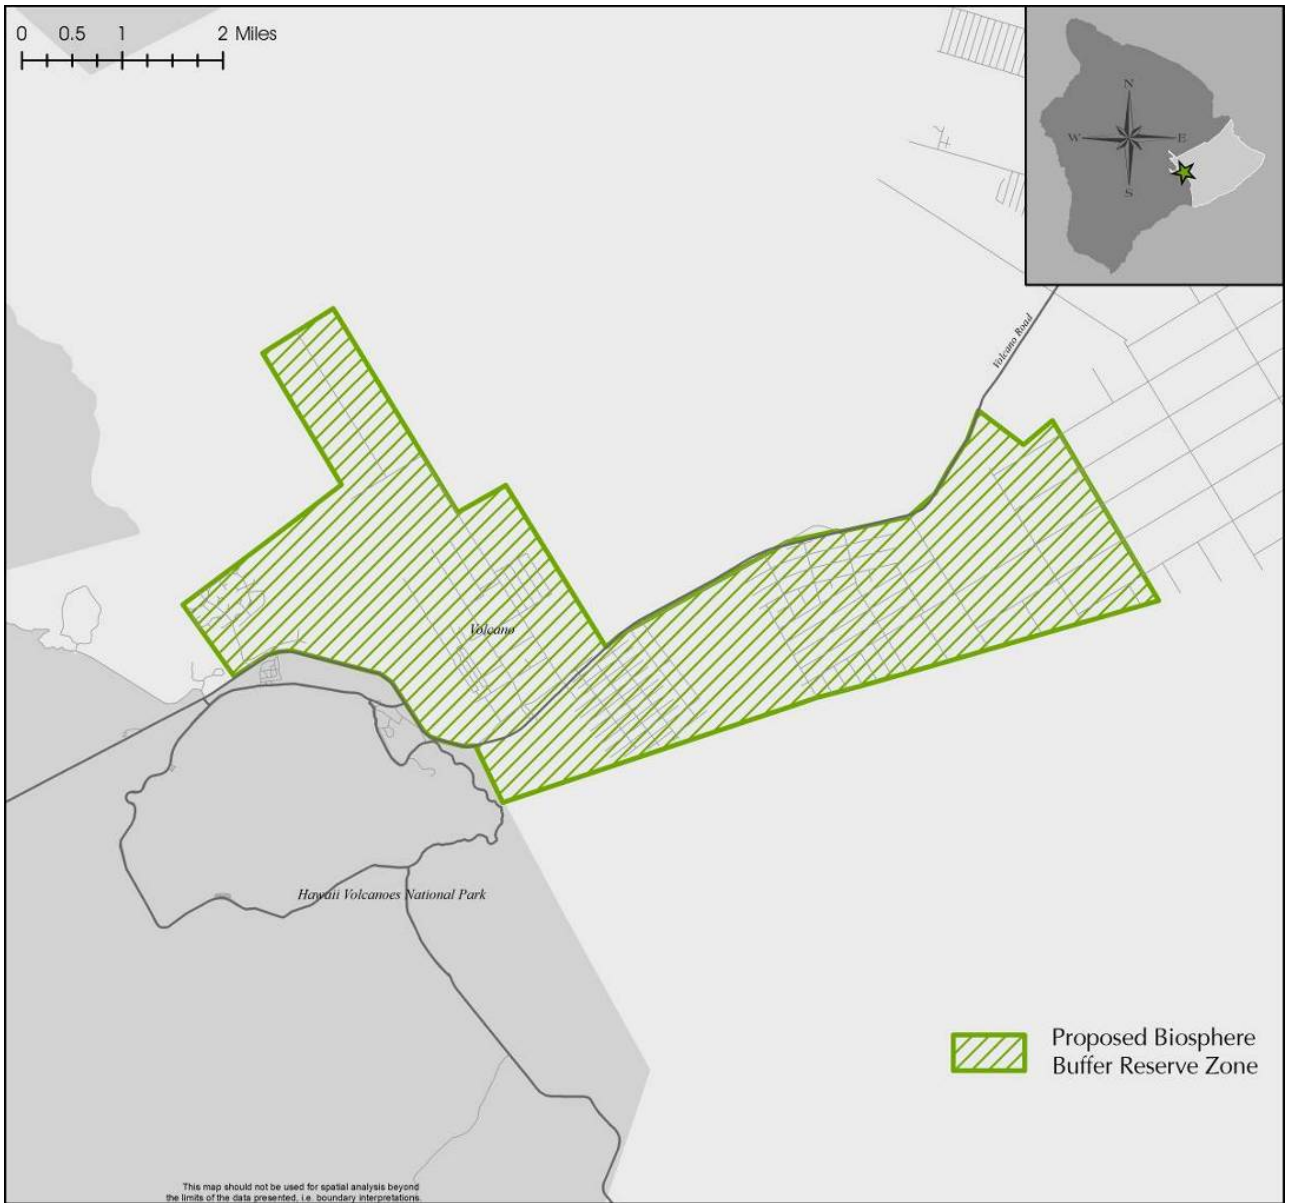 0 0.5 1 2 Miles
N
W E
S
Volcano Road
Volcano
Hawaii Volcanoes National Park
Proposed Biosphere
Buffer Reserve Zone
This map should not be used for spatial analysis beyond
the limits of the data presented, i.e. boundary interpretations.